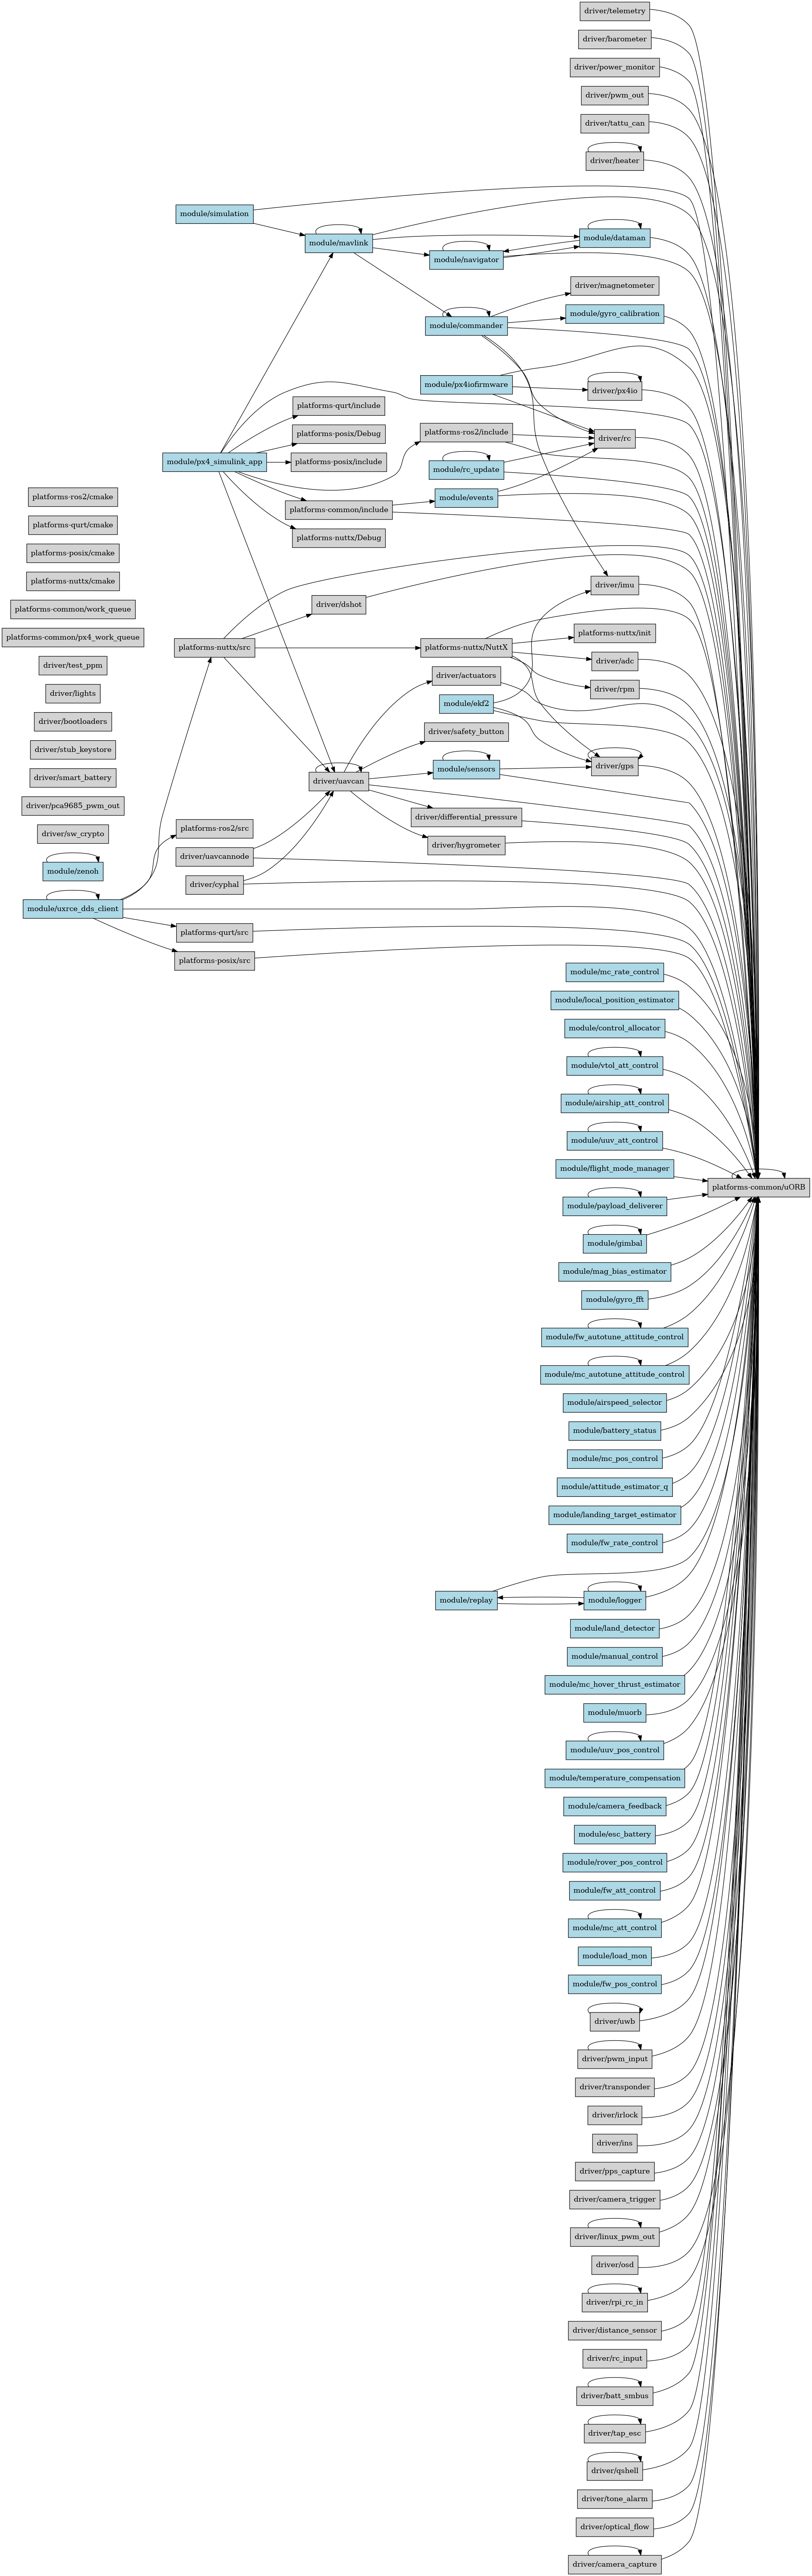 driver/telemetry
driver/barometer
driver/power_monitor
driver/pwm_out
driver/tattu_can
driver/heater
module/simulation
module/mavlink
module/dataman
module/navigator
driver/magnetometer
module/gyro_calibration
module/commander
module/px4iofirmware
driver/px4io
platforms-qurt/include
platforms-posix/Debug
platforms-ros2/include
driver/rc
module/px4_simulink_app
platforms-posix/include
module/rc_update
platforms-ros2/cmake
module/events
platforms-common/include
platforms-qurt/cmake
platforms-nuttx/Debug
platforms-posix/cmake
platforms-nuttx/cmake
driver/imu
platforms-common/work_queue
driver/dshot
platforms-nuttx/init
platforms-common/px4_work_queue
platforms-nuttx/src
platforms-nuttx/NuttX
driver/adc
driver/test_ppm
driver/actuators
driver/rpm
driver/lights
module/ekf2
driver/bootloaders
driver/safety_button
driver/stub_keystore
module/sensors
driver/gps
driver/smart_battery
driver/uavcan
driver/pca9685_pwm_out
driver/differential_pressure
driver/sw_crypto
platforms-ros2/src
driver/hygrometer
driver/uavcannode
module/zenoh
driver/cyphal
module/uxrce_dds_client
platforms-qurt/src
platforms-posix/src
module/mc_rate_control
module/local_position_estimator
module/control_allocator
module/vtol_att_control
module/airship_att_control
module/uuv_att_control
module/flight_mode_manager
platforms-common/uORB
module/payload_deliverer
module/gimbal
module/mag_bias_estimator
module/gyro_fft
module/fw_autotune_attitude_control
module/mc_autotune_attitude_control
module/airspeed_selector
module/battery_status
module/mc_pos_control
module/attitude_estimator_q
module/landing_target_estimator
module/fw_rate_control
module/replay
module/logger
module/land_detector
module/manual_control
module/mc_hover_thrust_estimator
module/muorb
module/uuv_pos_control
module/temperature_compensation
module/camera_feedback
module/esc_battery
module/rover_pos_control
module/fw_att_control
module/mc_att_control
module/load_mon
module/fw_pos_control
driver/uwb
driver/pwm_input
driver/transponder
driver/irlock
driver/ins
driver/pps_capture
driver/camera_trigger
driver/linux_pwm_out
driver/osd
driver/rpi_rc_in
driver/distance_sensor
driver/rc_input
driver/batt_smbus
driver/tap_esc
driver/qshell
driver/tone_alarm
driver/optical_flow
driver/camera_capture